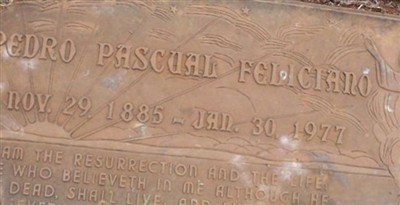 PEDRO PASCUAL FELICIANO
NOV. 29, 1885 – JAN. 30, 1977
AM THE RESURRECTION AND THE LIFE
WHO BELIEVETH IN ME ALTHOUGH HE
DEAD, SHALL LIVE, AND